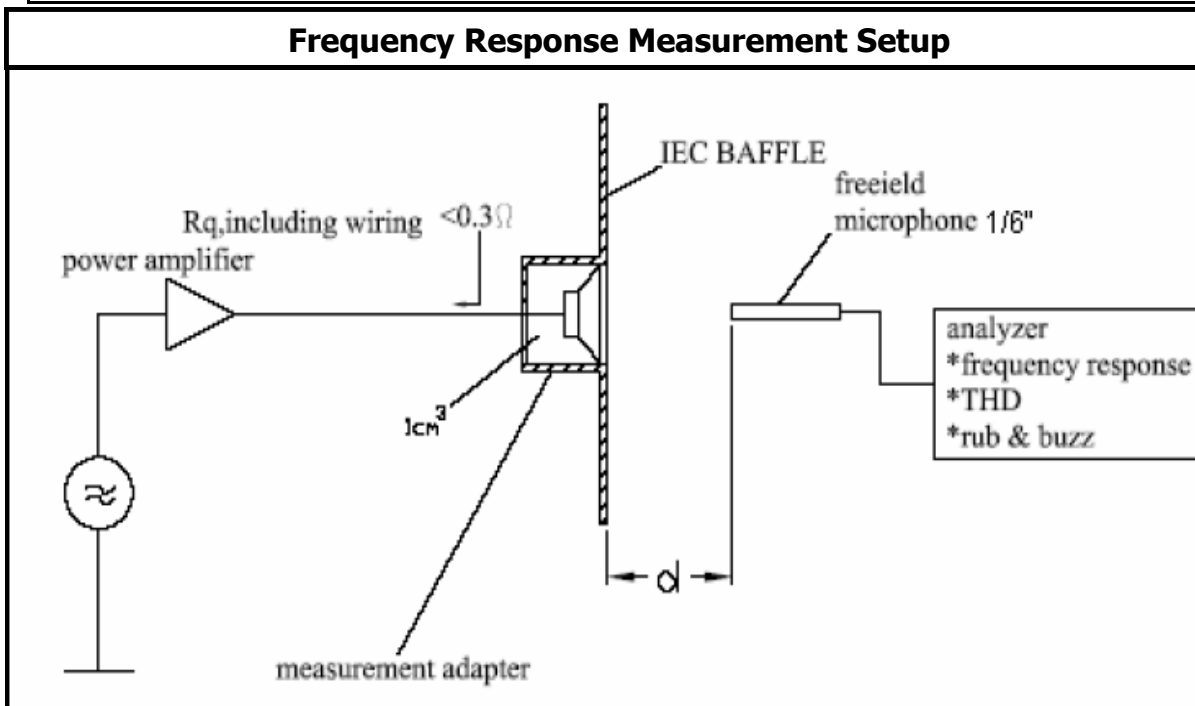 Frequency Response Measurement Setup
IEC BAFFLE
freeield
microphone 1/6"
Rq,including wiring <0.3Ω
power amplifier
analyzer
*frequency response
*THD
*rub & buzz
1cm³
d
measurement adapter